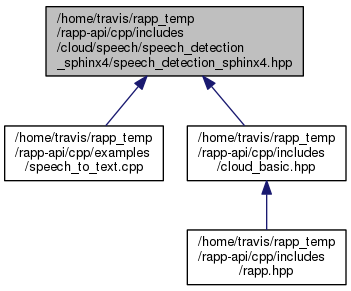 /home/travis/rapp_temp
/rapp-api/cpp/includes
/cloud/speech/speech_detection
_sphinx4/speech_detection_sphinx4.hpp
/home/travis/rapp_temp
/rapp-api/cpp/examples
/speech_to_text.cpp
/home/travis/rapp_temp
/rapp-api/cpp/includes
/cloud_basic.hpp
/home/travis/rapp_temp
/rapp-api/cpp/includes
/rapp.hpp